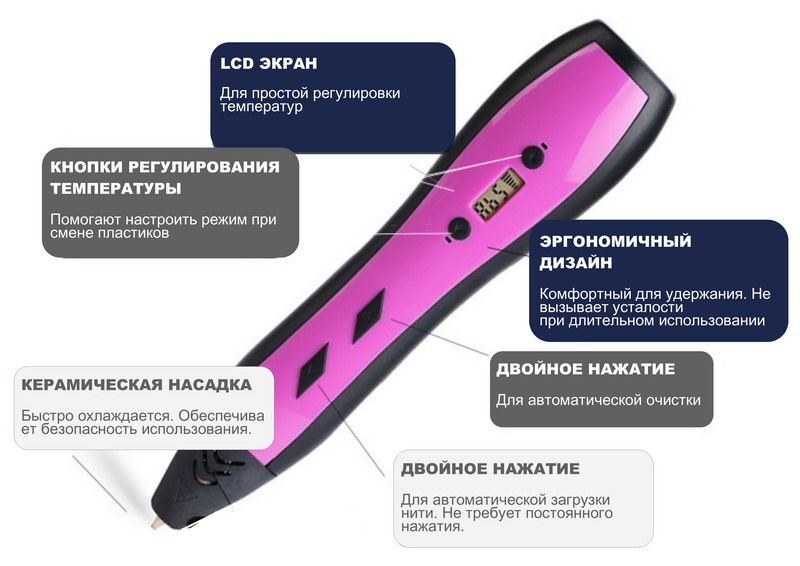 LCD ЭКРАН
Для простой регулировки
температур
КНОПКИ РЕГУЛИРОВАНИЯ
ТЕМПЕРАТУРЫ
Помогают настроить режим при
смене пластиков
ЭРГОНОМИЧНЫЙ
ДИЗАЙН
Комфортный для удержания. Не
вызывает усталости
при длительном использовании
ДВОЙНОЕ НАЖАТИЕ
Для автоматической очистки
КЕРАМИЧЕСКАЯ НАСАДКА
Быстро охлаждается. Обеспечива
ет безопасность использования.
ДВОЙНОЕ НАЖАТИЕ
Для автоматической загрузки
нити. Не требует постоянного
нажатия.